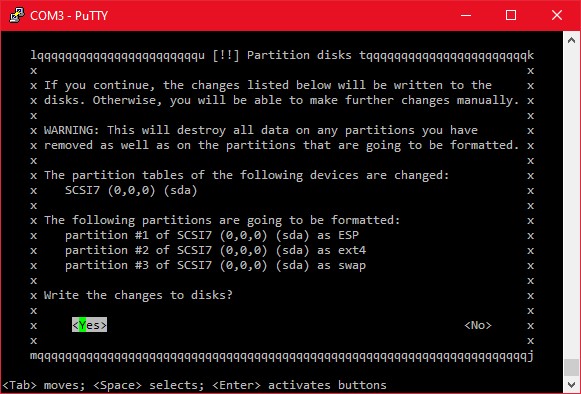 COM3 - PuTTY
lqqqqqqqqqqqqqqqqqqqqqqqu [!!] Partition disks tqqqqqqqqqqqqqqqqqqqqqqqk
x x
x If you continue, the changes listed below will be written to the x
x disks. Otherwise, you will be able to make further changes manually. x
x x
x WARNING: This will destroy all data on any partitions you have x
x removed as well as on the partitions that are going to be formatted. x
x x
x The partition tables of the following devices are changed: x
x SCSI7 (0,0,0) (sda) x
x x
x The following partitions are going to be formatted: x
x partition #1 of SCSI7 (0,0,0) (sda) as ESP x
x partition #2 of SCSI7 (0,0,0) (sda) as ext4 x
x partition #3 of SCSI7 (0,0,0) (sda) as swap x
x x
x Write the changes to disks? x
x x
x <Yes> <No> x
x x
mqqqqqqqqqqqqqqqqqqqqqqqqqqqqqqqqqqqqqqqqqqqqqqqqqqqqqqqqqqqqqqqqqqqqqqj
<Tab> moves; <Space> selects; <Enter> activates buttons